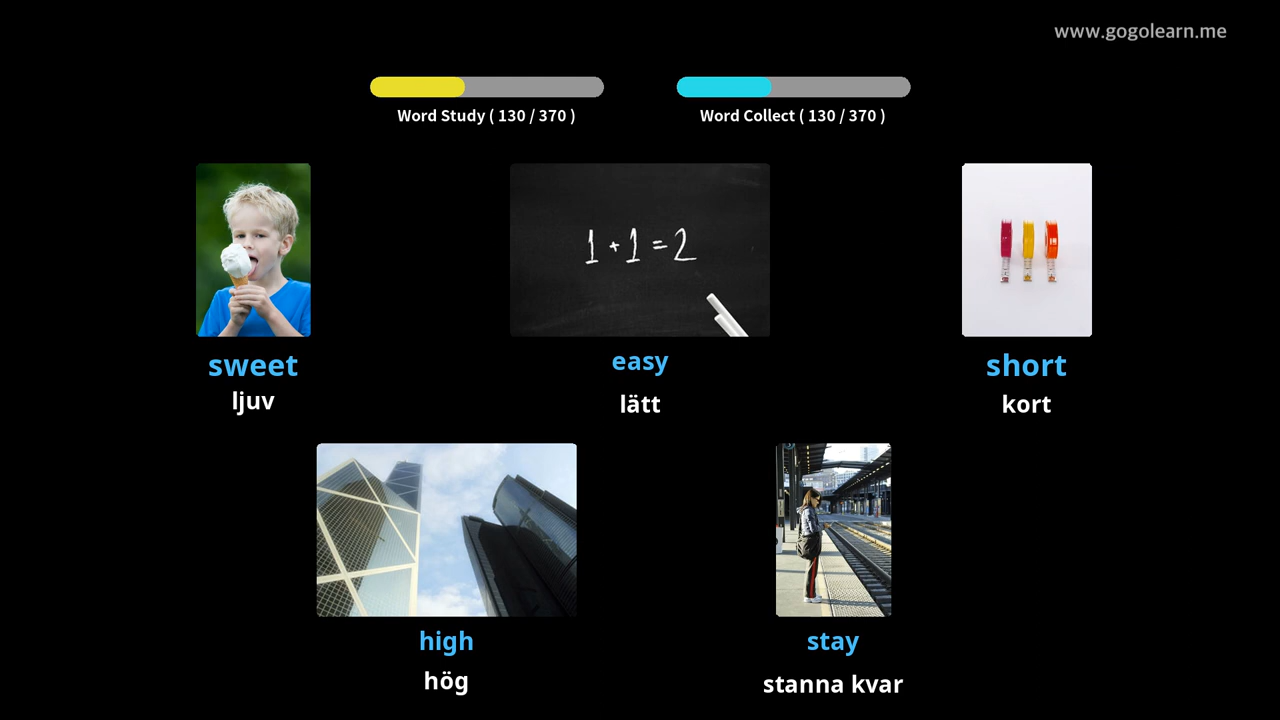 www.gogolearn.me
Word Study ( 130 / 370 )
Word Collect ( 130 / 370 )
1 + 1 = 2
sweet
ljuv
easy
lätt
short
kort
high
hög
stay
stanna kvar